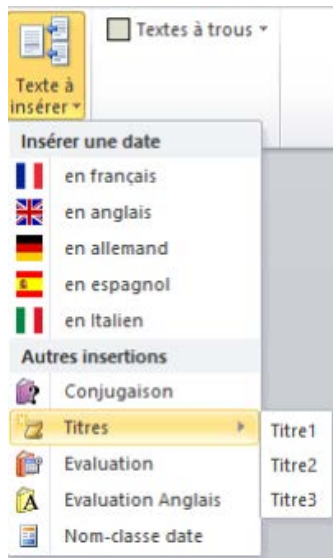 Textes à trous
Texte à
insérer
Insérer une date
en français
en anglais
en allemand
en espagnol
en Italien
Autres insertions
Conjugaison
Titres
Titre1
Evaluation
Titre2
Evaluation Anglais
Titre3
Nom-classe date